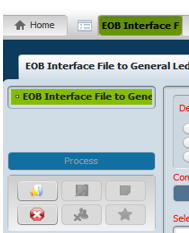 Home
EOB Interface F
EOB Interface File to General Led
EOB Interface File to Gene
De
Process
Con
Sele